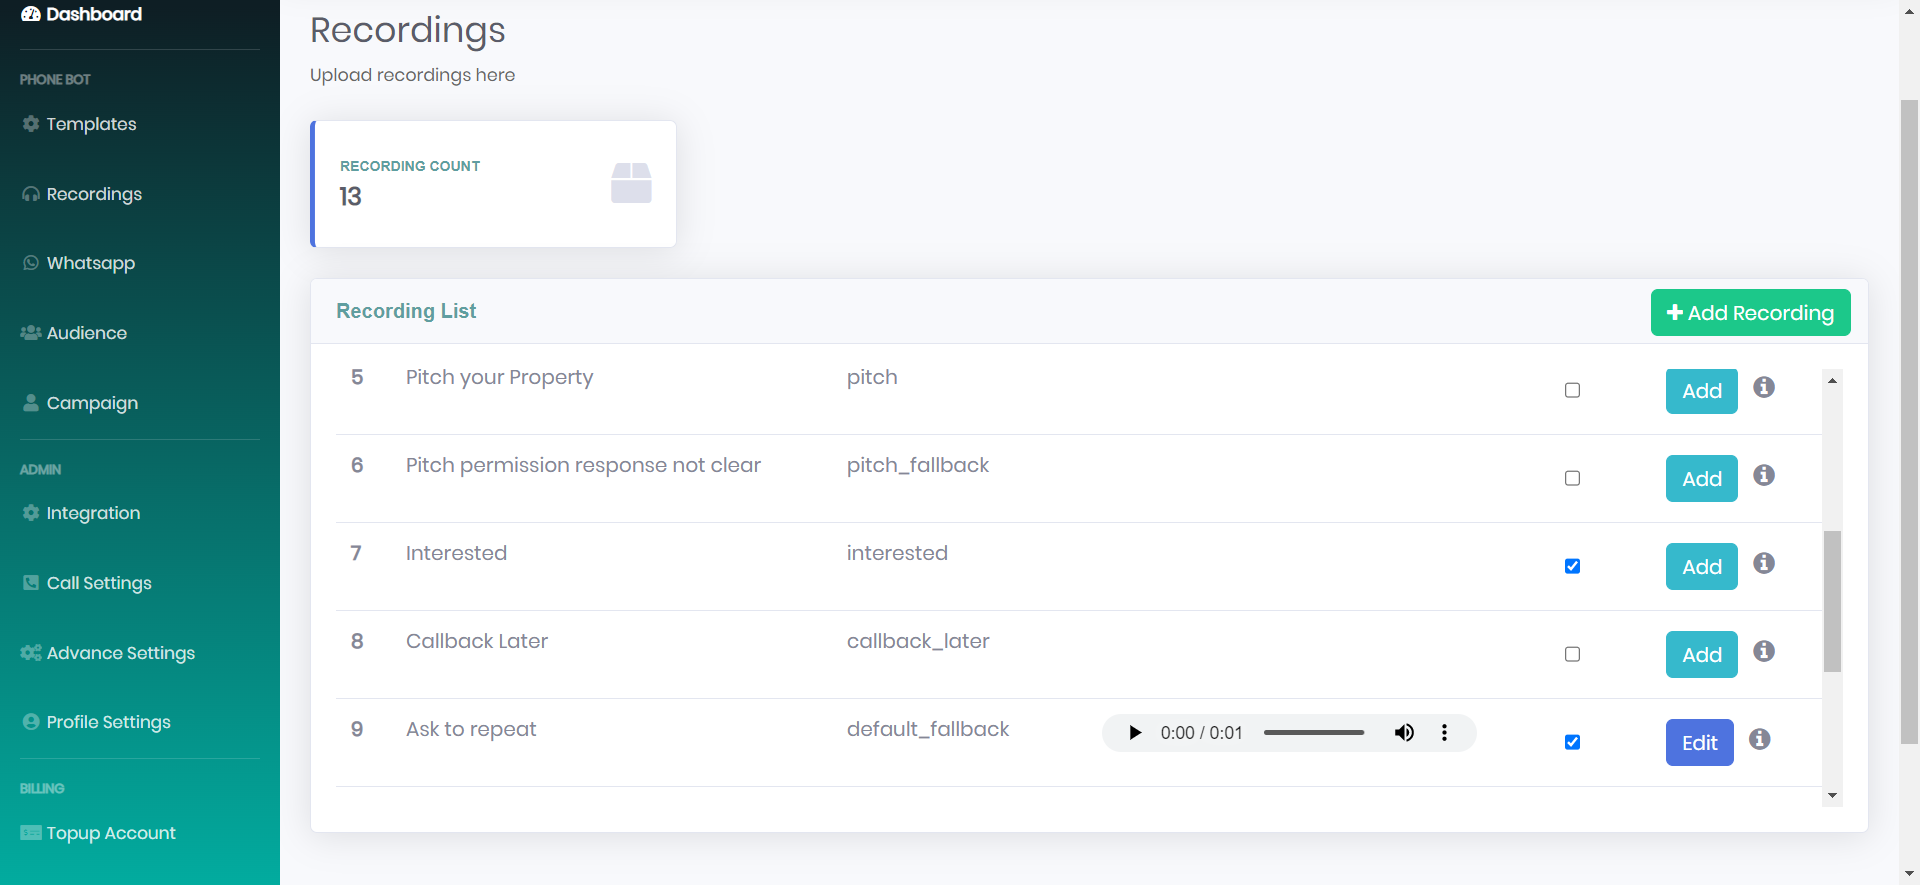 Dashboard
PHONE BOT
Templates
Recordings
Whatsapp
Audience
Campaign
ADMIN
Integration
Call Settings
Advance Settings
Profile Settings
BILLING
Topup Account
Recordings
Upload recordings here
RECORDING COUNT
13
Recording List
Add Recording
5 Pitch your Property pitch Add
6 Pitch permission response not clear pitch_fallback Add
7 Interested interested Add
8 Callback Later callback_later Add
9 Ask to repeat default_fallback 0:00 / 0:01 Edit